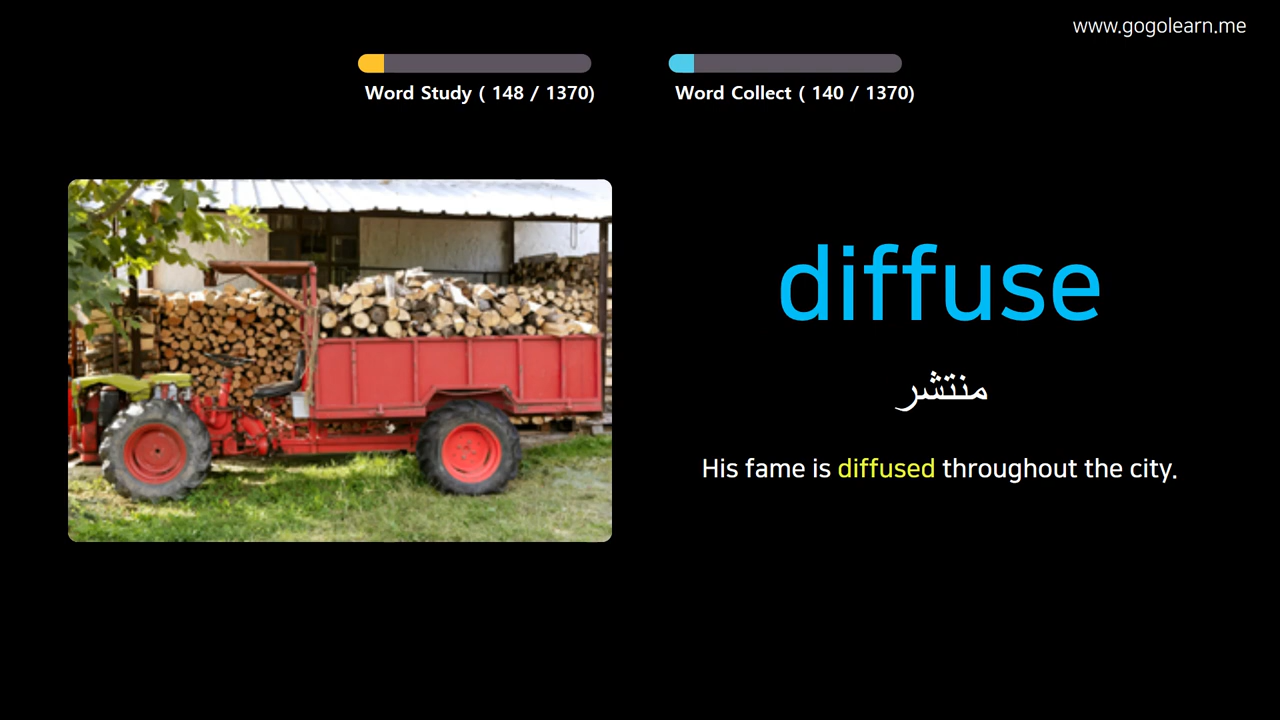 www.gogolearn.me
Word Study ( 148 / 1370)
Word Collect ( 140 / 1370)
diffuse
منتشر
His fame is diffused throughout the city.